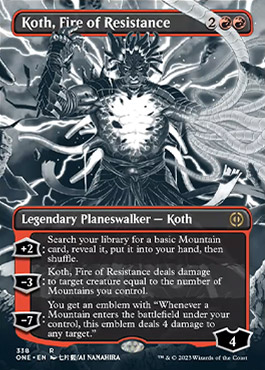 Koth, Fire of Resistance 2
Legendary Planeswalker — Koth
+2: Search your library for a basic Mountain
card, reveal it, put it into your hand, then
shuffle.
−3: Koth, Fire of Resistance deals damage
to target creature equal to the number of
Mountains you control.
−7: You get an emblem with "Whenever a
Mountain enters the battlefield under your
control, this emblem deals 4 damage to
any target."
4
338 R
ONE • EN NANAHIRA
™ & © 2023 Wizards of the Coast